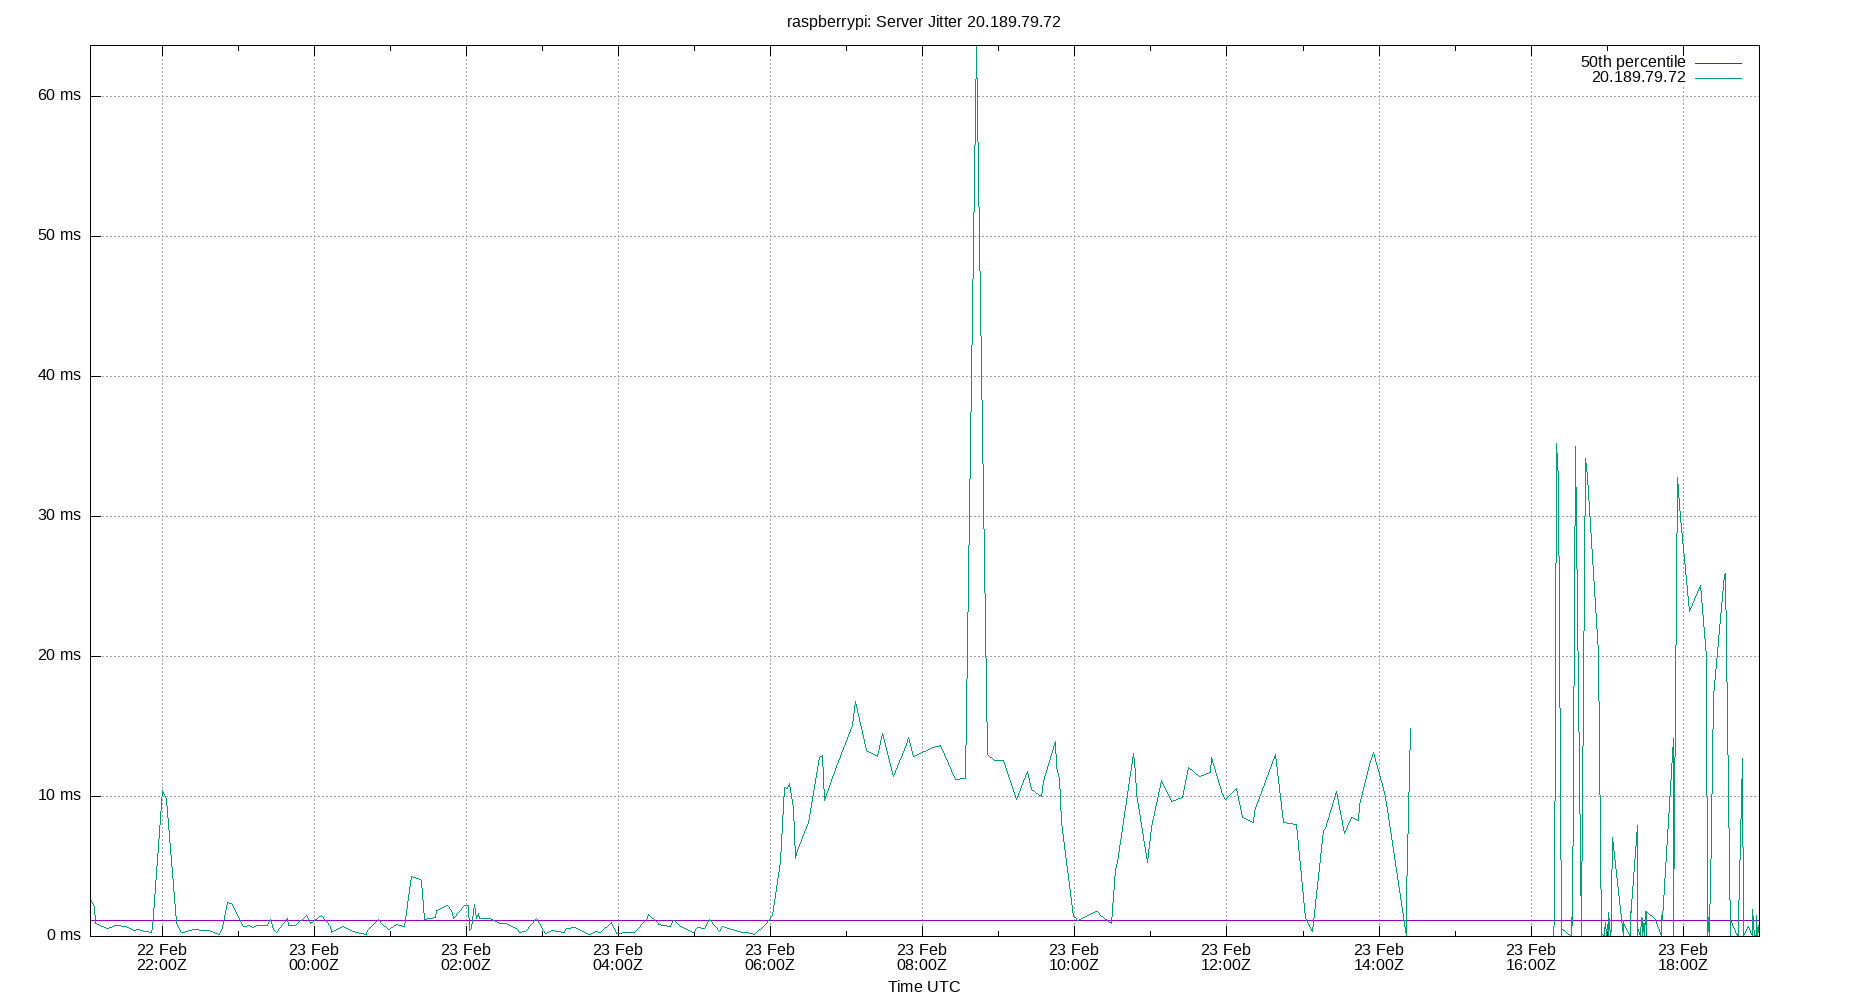 raspberrypi: Server Jitter 20.189.79.72
50th percentile
20.189.79.72
60 ms
50 ms
40 ms
30 ms
20 ms
10 ms
0 ms
22 Feb 23 Feb 23 Feb 23 Feb 23 Feb 23 Feb 23 Feb 23 Feb 23 Feb 23 Feb 23 Feb
22:00Z 00:00Z 02:00Z 04:00Z 06:00Z 08:00Z 10:00Z 12:00Z 14:00Z 16:00Z 18:00Z
Time UTC